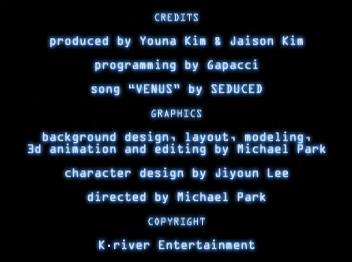 CREDITS
produced by Youna Kim & Jaison Kim
programming by Gapacci
song “VENUS” by SEDUCED
GRAPHICS
background design, layout, modeling,
3d animation and editing by Michael Park
character design by Jiyoun Lee
directed by Michael Park
COPYRIGHT
K·river Entertainment